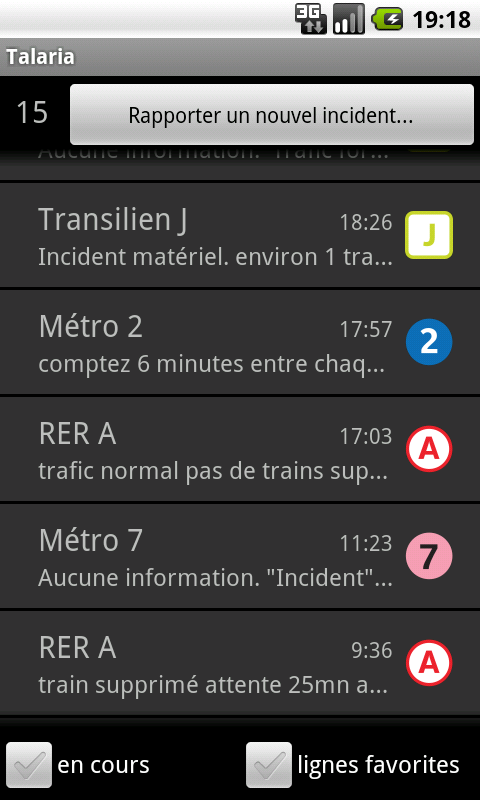 3G 19:18
Talaria
15 Rapporter un nouvel incident...
Aucune information. "Trafic for...
Transilien J 18:26 J
Incident matériel. environ 1 tra...
Métro 2 17:57 2
comptez 6 minutes entre chaq...
RER A 17:03 A
trafic normal pas de trains sup...
Métro 7 11:23 7
Aucune information. "Incident"...
RER A 9:36 A
train supprimé attente 25mn a...
en cours lignes favorites